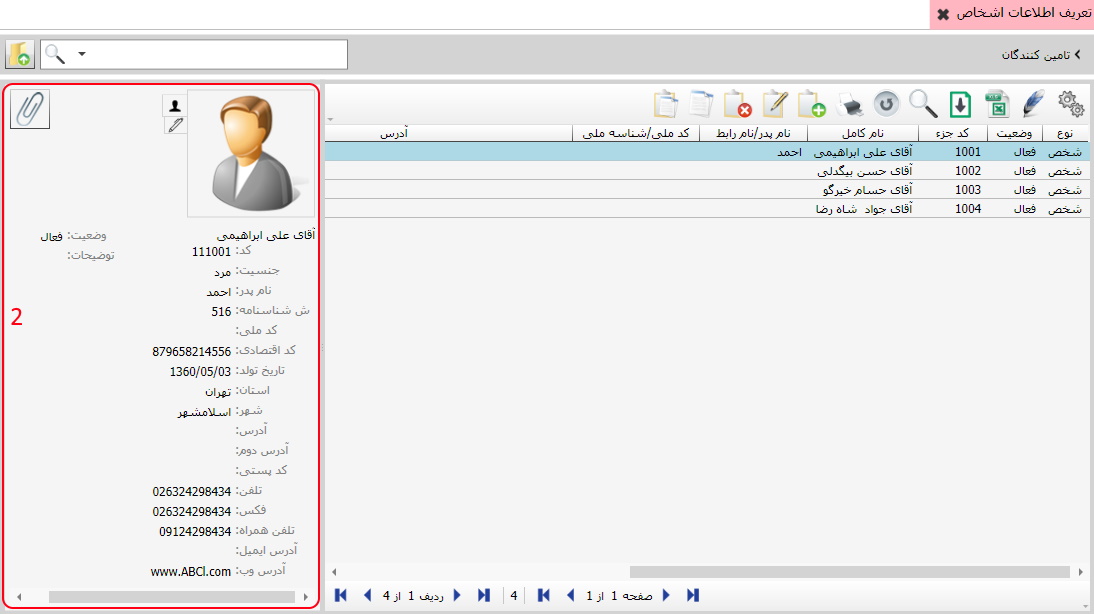 تعریف اطلاعات اشخاص
تامین کنندگان
نوع وضعیت کد جزء نام کامل نام پدر/نام رابط کد ملی/شناسه ملی آدرس
شخص فعال 1001 آقای علی ابراهیمی احمد
شخص فعال 1002 آقای حسن بیگدلی
شخص فعال 1003 آقای حسام خیرگو
شخص فعال 1004 آقای جواد شاه رضا
صفحه 1 از 1 4 ردیف 1 از 4
آقای علی ابراهیمی وضعیت: فعال
کد: 111001 توضیحات:
جنسیت: مرد
نام پدر: احمد
ش شناسنامه: 516
کد ملی:
کد اقتصادی: 879658214556
تاریخ تولد: 1360/05/03
استان: تهران
شهر: اسلامشهر
آدرس:
آدرس دوم:
کد پستی:
تلفن: 026324298434
فکس: 026324298434
تلفن همراه: 09124298434
آدرس ایمیل:
آدرس وب: www.ABCl.com
2